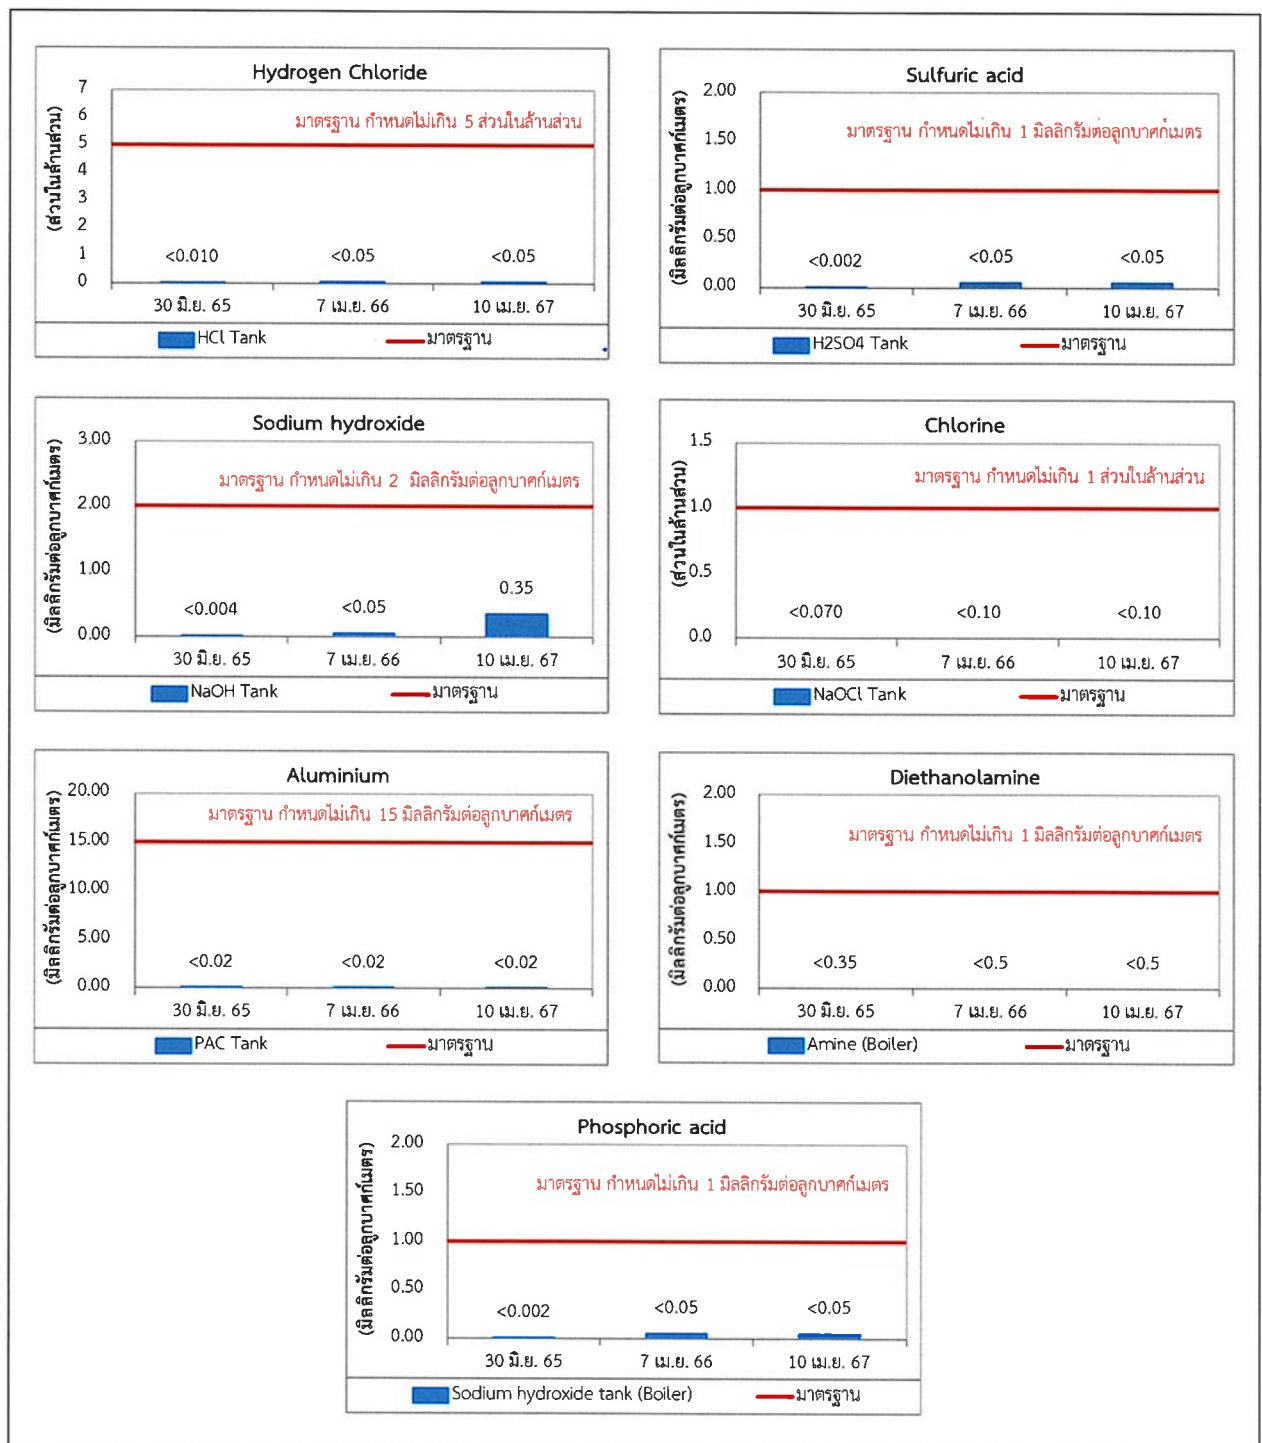 Hydrogen Chloride
(ส่วนในล้านส่วน)
7
6
5
4
3
2
1
0
มาตรฐาน กำหนดไม่เกิน 5 ส่วนในล้านส่วน
<0.010 <0.05 <0.05
30 มิ.ย. 65 7 เม.ย. 66 10 เม.ย. 67
HCl Tank มาตรฐาน
Sulfuric acid
(มิลลิกรัมต่อลูกบาศก์เมตร)
2.00
1.50
1.00
0.50
0.00
มาตรฐาน กำหนดไม่เกิน 1 มิลลิกรัมต่อลูกบาศก์เมตร
<0.002 <0.05 <0.05
30 มิ.ย. 65 7 เม.ย. 66 10 เม.ย. 67
H2SO4 Tank มาตรฐาน
Sodium hydroxide
(มิลลิกรัมต่อลูกบาศก์เมตร)
3.00
2.00
1.00
0.00
มาตรฐาน กำหนดไม่เกิน 2 มิลลิกรัมต่อลูกบาศก์เมตร
<0.004 <0.05 0.35
30 มิ.ย. 65 7 เม.ย. 66 10 เม.ย. 67
NaOH Tank มาตรฐาน
Chlorine
(ส่วนในล้านส่วน)
1.5
1.0
0.5
0.0
มาตรฐาน กำหนดไม่เกิน 1 ส่วนในล้านส่วน
<0.070 <0.10 <0.10
30 มิ.ย. 65 7 เม.ย. 66 10 เม.ย. 67
NaOCl Tank มาตรฐาน
Aluminium
(มิลลิกรัมต่อลูกบาศก์เมตร)
20.00
15.00
10.00
5.00
0.00
มาตรฐาน กำหนดไม่เกิน 15 มิลลิกรัมต่อลูกบาศก์เมตร
<0.02 <0.02 <0.02
30 มิ.ย. 65 7 เม.ย. 66 10 เม.ย. 67
PAC Tank มาตรฐาน
Diethanolamine
(มิลลิกรัมต่อลูกบาศก์เมตร)
2.00
1.50
1.00
0.50
0.00
มาตรฐาน กำหนดไม่เกิน 1 มิลลิกรัมต่อลูกบาศก์เมตร
<0.35 <0.5 <0.5
30 มิ.ย. 65 7 เม.ย. 66 10 เม.ย. 67
Amine (Boiler) มาตรฐาน
Phosphoric acid
(มิลลิกรัมต่อลูกบาศก์เมตร)
2.00
1.50
1.00
0.50
0.00
มาตรฐาน กำหนดไม่เกิน 1 มิลลิกรัมต่อลูกบาศก์เมตร
<0.002 <0.05 <0.05
30 มิ.ย. 65 7 เม.ย. 66 10 เม.ย. 67
Sodium hydroxide tank (Boiler) มาตรฐาน